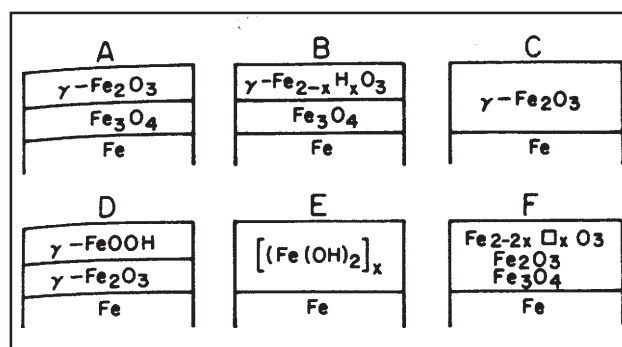 A
γ-Fe₂O₃
Fe₃O₄
Fe
B
γ-Fe₂₋ₓHₓO₃
Fe₃O₄
Fe
C
γ-Fe₂O₃
Fe
D
γ-FeOOH
γ-Fe₂O₃
Fe
E
[(Fe(OH)₂]ₓ
Fe
F
Fe₂₋₂ₓ □ₓ O₃
Fe₂O₃
Fe₃O₄
Fe